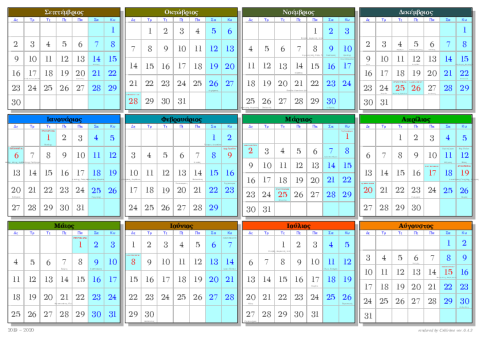 Σεπτέμβριος
Δε Τρ Τε Πε Πα Σα Κυ
1
2 3 4 5 6 7 8
9 10 11 12 13 14 15
16 17 18 19 20 21 22
23 24 25 26 27 28 29
30
Οκτώβριος
Δε Τρ Τε Πε Πα Σα Κυ
1 2 3 4 5 6
7 8 9 10 11 12 13
14 15 16 17 18 19 20
21 22 23 24 25 26 27
28 29 30 31
Νοέμβριος
Δε Τρ Τε Πε Πα Σα Κυ
1 2 3
4 5 6 7 8 9 10
11 12 13 14 15 16 17
18 19 20 21 22 23 24
25 26 27 28 29 30
Δεκέμβριος
Δε Τρ Τε Πε Πα Σα Κυ
1
2 3 4 5 6 7 8
9 10 11 12 13 14 15
16 17 18 19 20 21 22
23 24 25 26 27 28 29
30 31
Ιανουάριος
Δε Τρ Τε Πε Πα Σα Κυ
1 2 3 4 5
6 7 8 9 10 11 12
13 14 15 16 17 18 19
20 21 22 23 24 25 26
27 28 29 30 31
Φεβρουάριος
Δε Τρ Τε Πε Πα Σα Κυ
1 2
3 4 5 6 7 8 9
10 11 12 13 14 15 16
17 18 19 20 21 22 23
24 25 26 27 28 29
Μάρτιος
Δε Τρ Τε Πε Πα Σα Κυ
1
2 3 4 5 6 7 8
9 10 11 12 13 14 15
16 17 18 19 20 21 22
23 24 25 26 27 28 29
30 31
Απρίλιος
Δε Τρ Τε Πε Πα Σα Κυ
1 2 3 4 5
6 7 8 9 10 11 12
13 14 15 16 17 18 19
20 21 22 23 24 25 26
27 28 29 30
Μάϊος
Δε Τρ Τε Πε Πα Σα Κυ
1 2 3
4 5 6 7 8 9 10
11 12 13 14 15 16 17
18 19 20 21 22 23 24
25 26 27 28 29 30 31
Ιούνιος
Δε Τρ Τε Πε Πα Σα Κυ
1 2 3 4 5 6 7
8 9 10 11 12 13 14
15 16 17 18 19 20 21
22 23 24 25 26 27 28
29 30
Ιούλιος
Δε Τρ Τε Πε Πα Σα Κυ
1 2 3 4 5
6 7 8 9 10 11 12
13 14 15 16 17 18 19
20 21 22 23 24 25 26
27 28 29 30 31
Αύγουστος
Δε Τρ Τε Πε Πα Σα Κυ
1 2
3 4 5 6 7 8 9
10 11 12 13 14 15 16
17 18 19 20 21 22 23
24 25 26 27 28 29 30
31
2019 - 2020